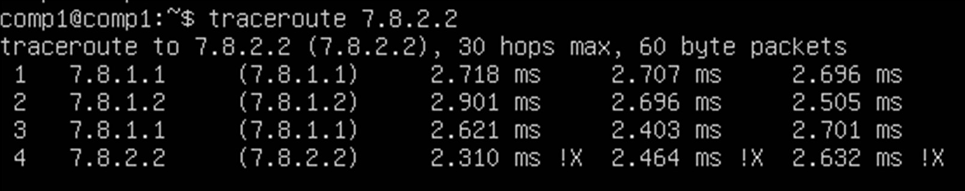 comp1@comp1:~$ traceroute 7.8.2.2
traceroute to 7.8.2.2 (7.8.2.2), 30 hops max, 60 byte packets
1 7.8.1.1 (7.8.1.1) 2.718 ms 2.707 ms 2.696 ms
2 7.8.1.2 (7.8.1.2) 2.901 ms 2.696 ms 2.505 ms
3 7.8.1.1 (7.8.1.1) 2.621 ms 2.403 ms 2.701 ms
4 7.8.2.2 (7.8.2.2) 2.310 ms !X 2.464 ms !X 2.632 ms !X